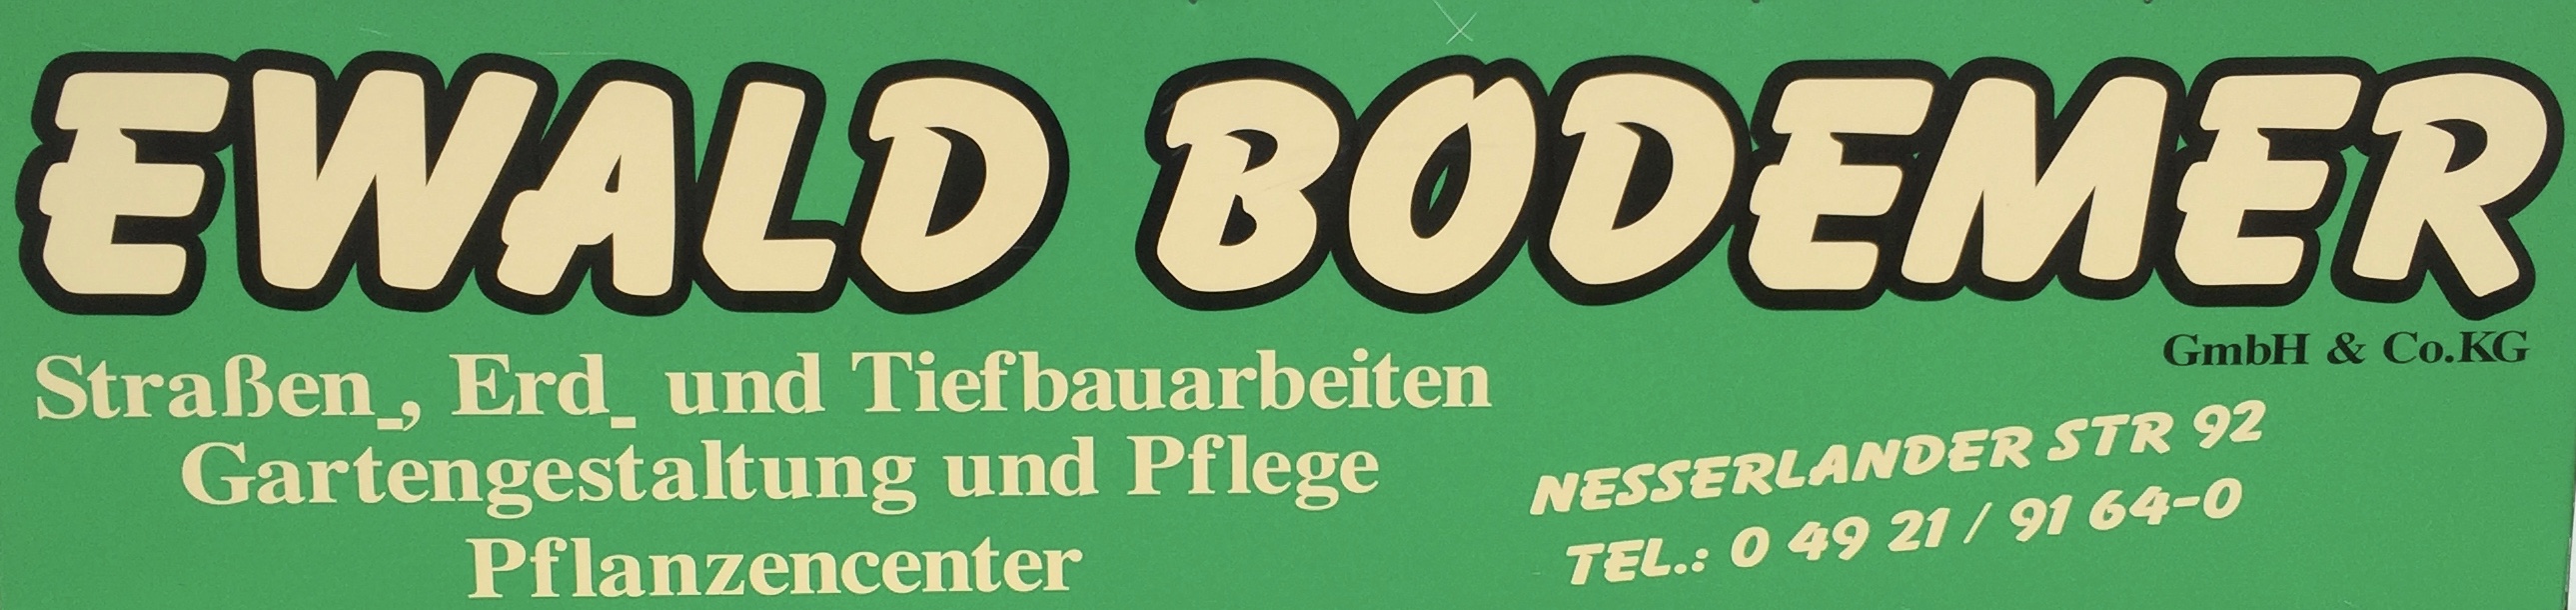 EWALD BODEMER
GmbH & Co.KG
Straßen_, Erd_ und Tiefbauarbeiten
Gartengestaltung und Pflege
Pflanzencenter
NESSERLANDER STR 92
TEL.: 0 49 21 / 91 64-0